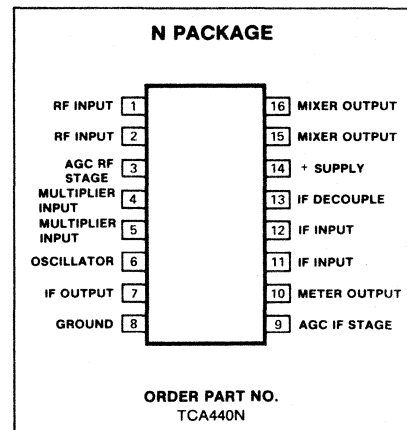 N PACKAGE
RF INPUT 1
RF INPUT 2
AGC RF
STAGE 3
MULTIPLIER
INPUT 4
MULTIPLIER
INPUT 5
OSCILLATOR 6
IF OUTPUT 7
GROUND 8
16 MIXER OUTPUT
15 MIXER OUTPUT
14 + SUPPLY
13 IF DECOUPLE
12 IF INPUT
11 IF INPUT
10 METER OUTPUT
9 AGC IF STAGE
ORDER PART NO.
TCA440N